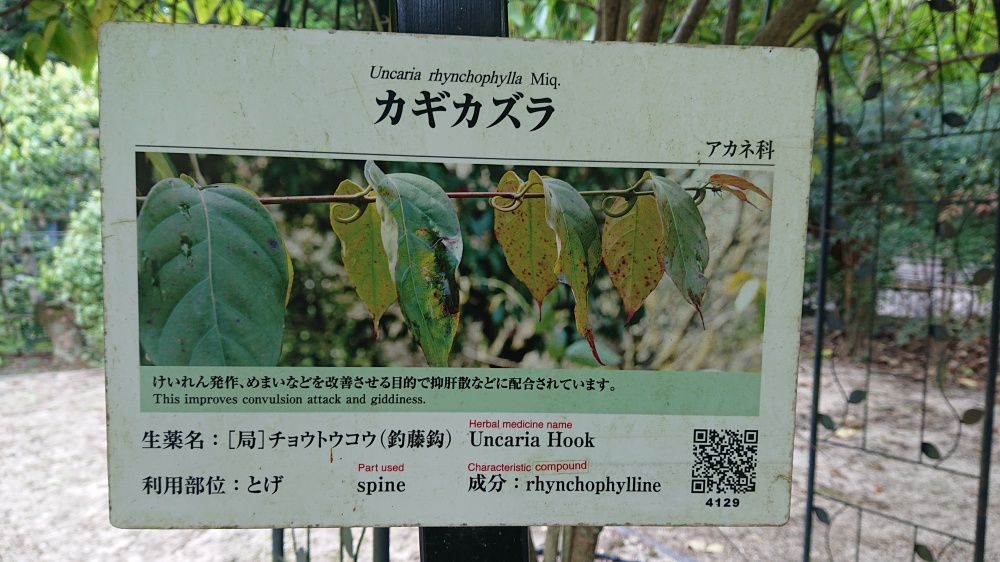 Uncaria rhynchophylla Miq.
カギカズラ
アカネ科
けいれん発作、めまいなどを改善させる目的で抑肝散などに配合されています。
This improves convulsion attack and giddiness.
Herbal medicine name
生薬名：［局］チョウトウコウ（釣藤鈎） Uncaria Hook
Part used
Characteristic compound
利用部位：とげ spine 成分：rhynchophylline
4129